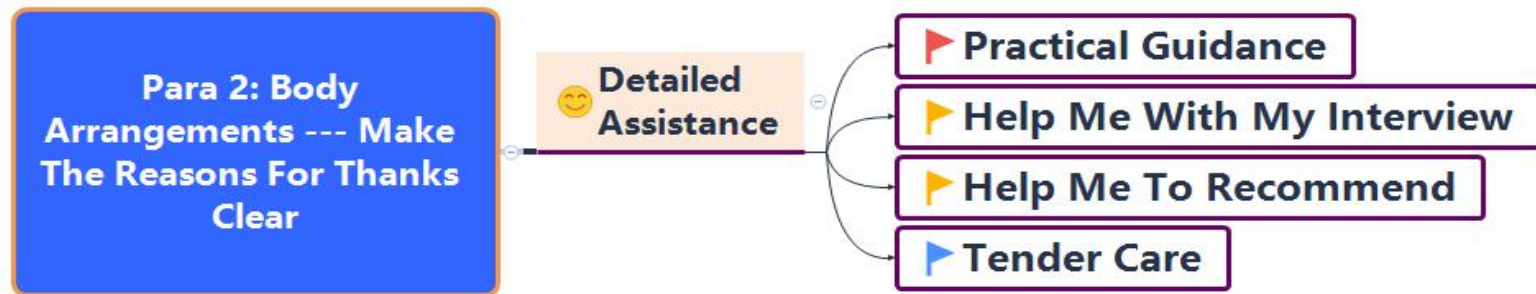 Para 2: Body
Arrangements --- Make
The Reasons For Thanks
Clear
Detailed
Assistance
Practical Guidance
Help Me With My Interview
Help Me To Recommend
Tender Care